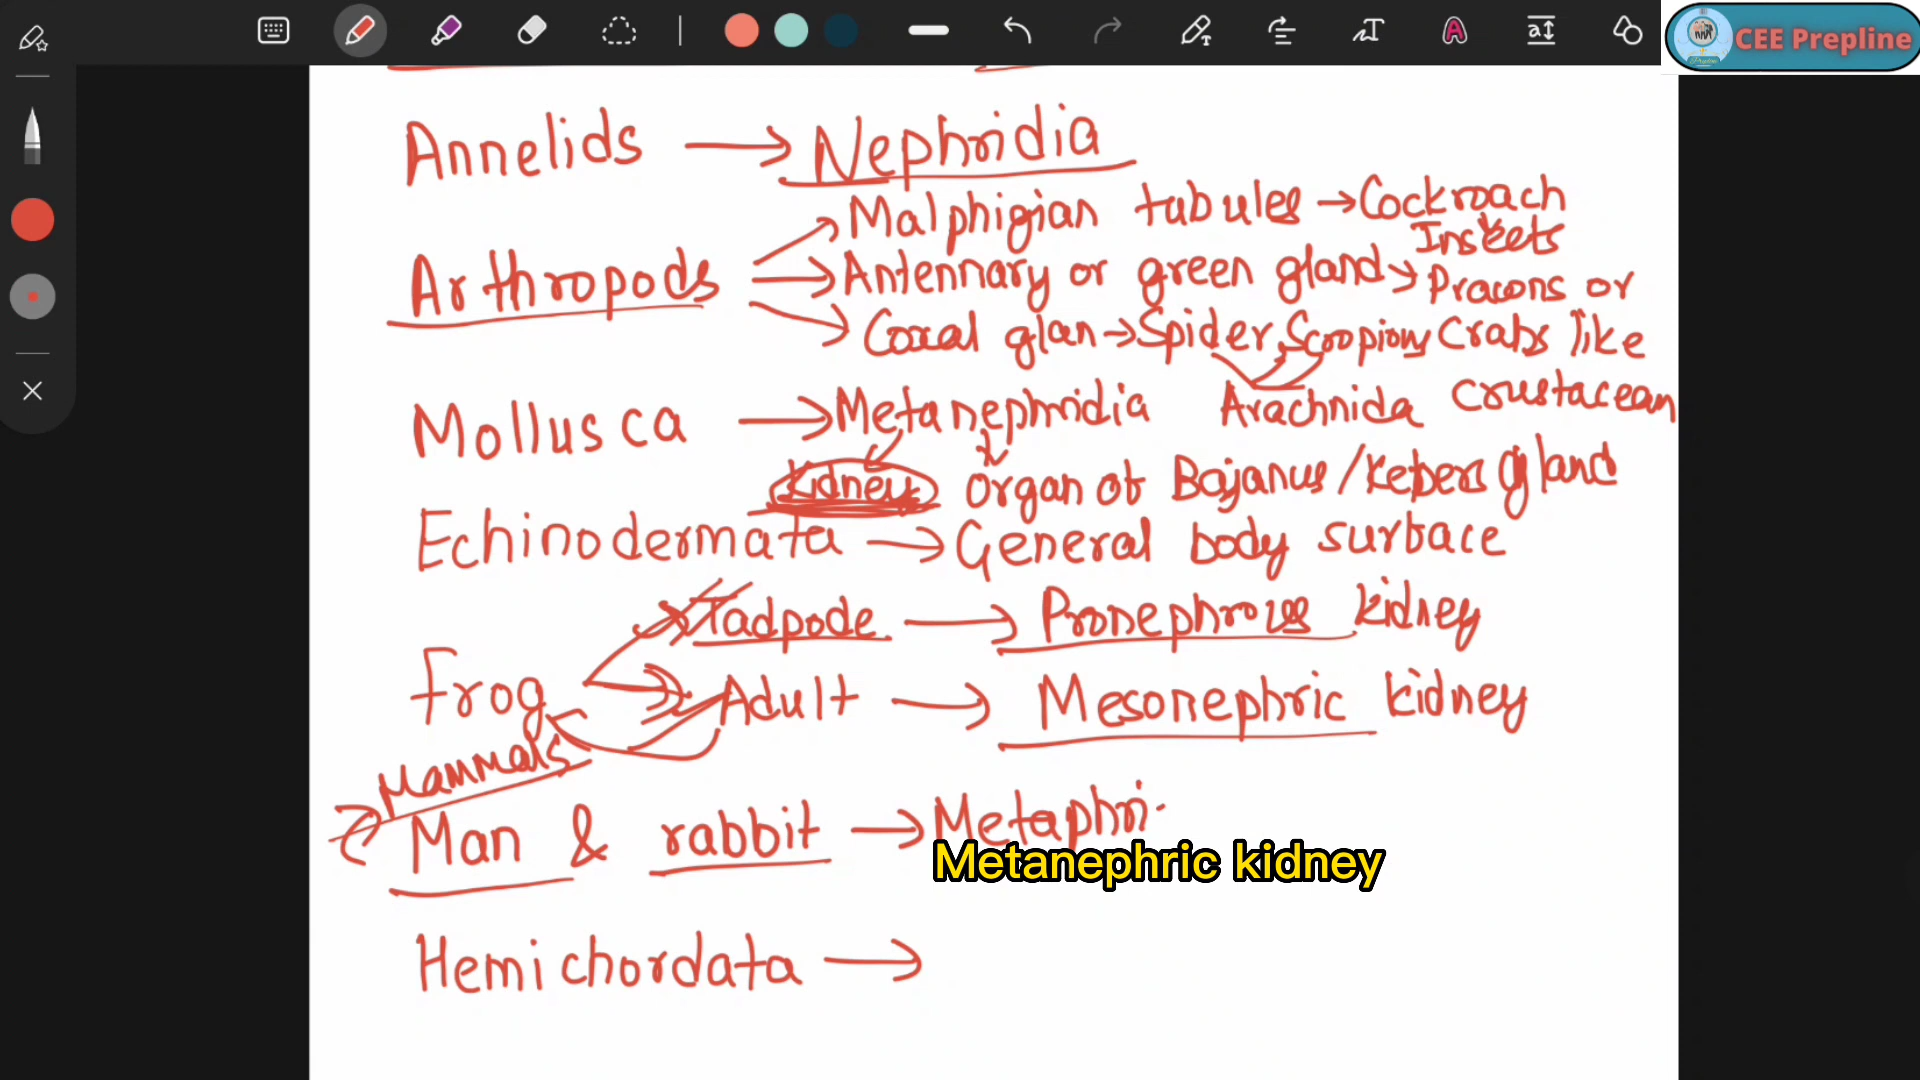 CEE Prepline
Annelids → Nephridia
Malphigian tubules → Cockroach
Insects
Arthropods → Antennary or green gland → Pracons or
Coxal glan → Spider, Scorpions Crabs like
Mollusca → Metanephridia Arachnida Crustacean
Kidney Organ of Bojanus/Kebers gland
Echinodermata → General body surface
Tadpode → Pronephrous kidney
Frog → Adult → Mesonephric kidney
Mammals
Man & rabbit → Metaphri
Metanephric kidney
Hemichordata →